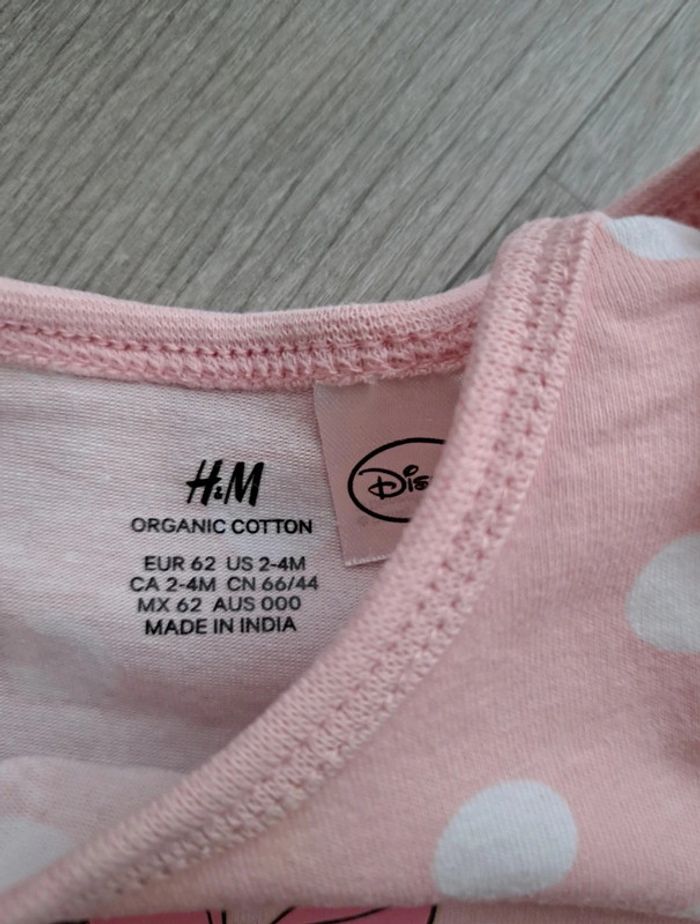 H&M
ORGANIC COTTON
EUR 62 US 2-4M
CA 2-4M CN 66/44
MX 62 AUS 000
MADE IN INDIA
Dis